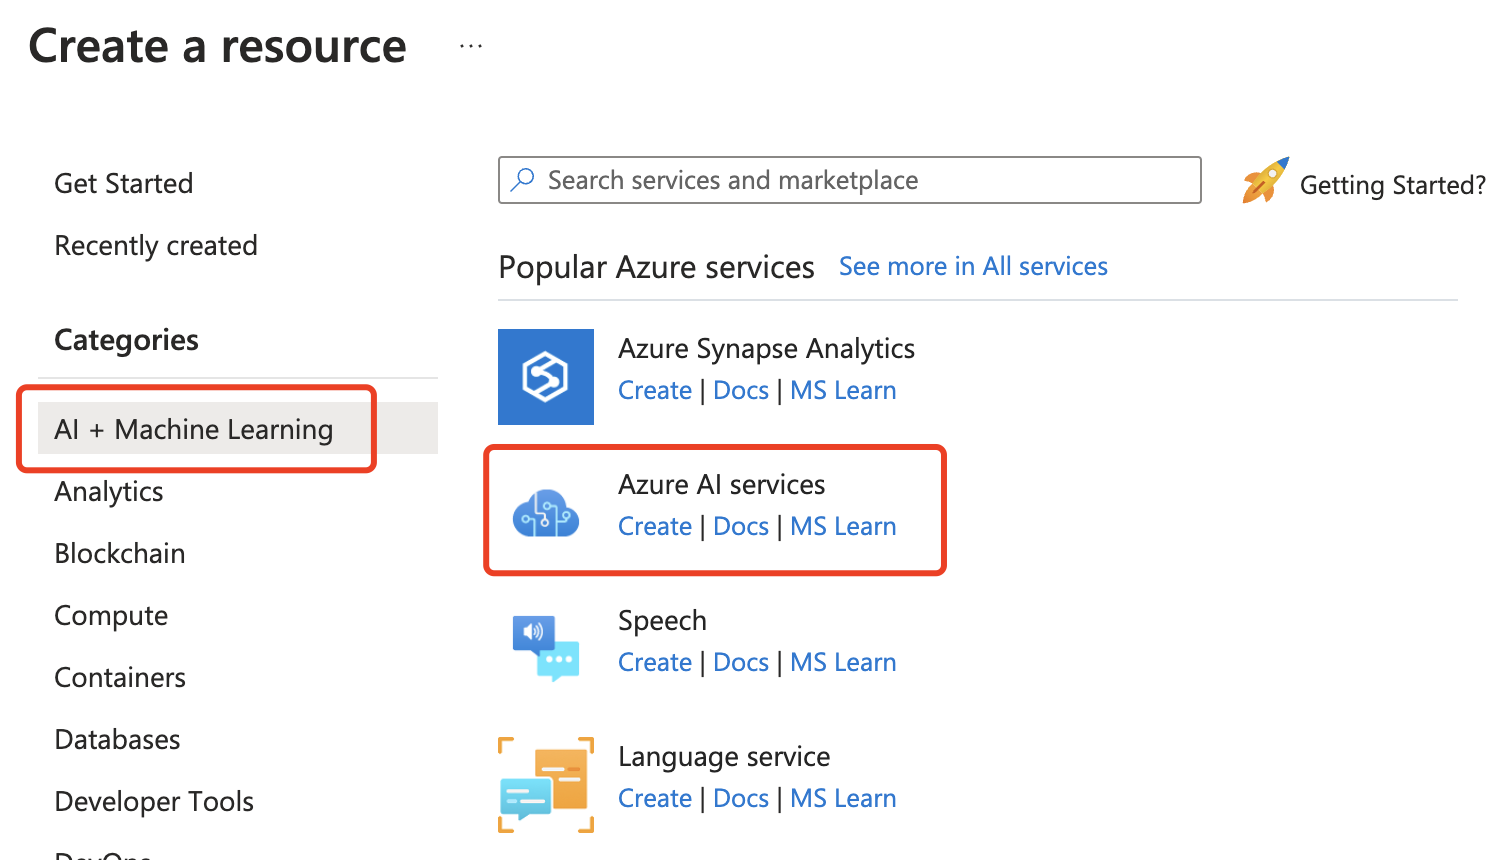 Create a resource ...
Get Started
Recently created
Categories
AI + Machine Learning
Analytics
Blockchain
Compute
Containers
Databases
Developer Tools
DevOps
Search services and marketplace
Getting Started?
Popular Azure services See more in All services
Azure Synapse Analytics
Create | Docs | MS Learn
Azure AI services
Create | Docs | MS Learn
Speech
Create | Docs | MS Learn
Language service
Create | Docs | MS Learn